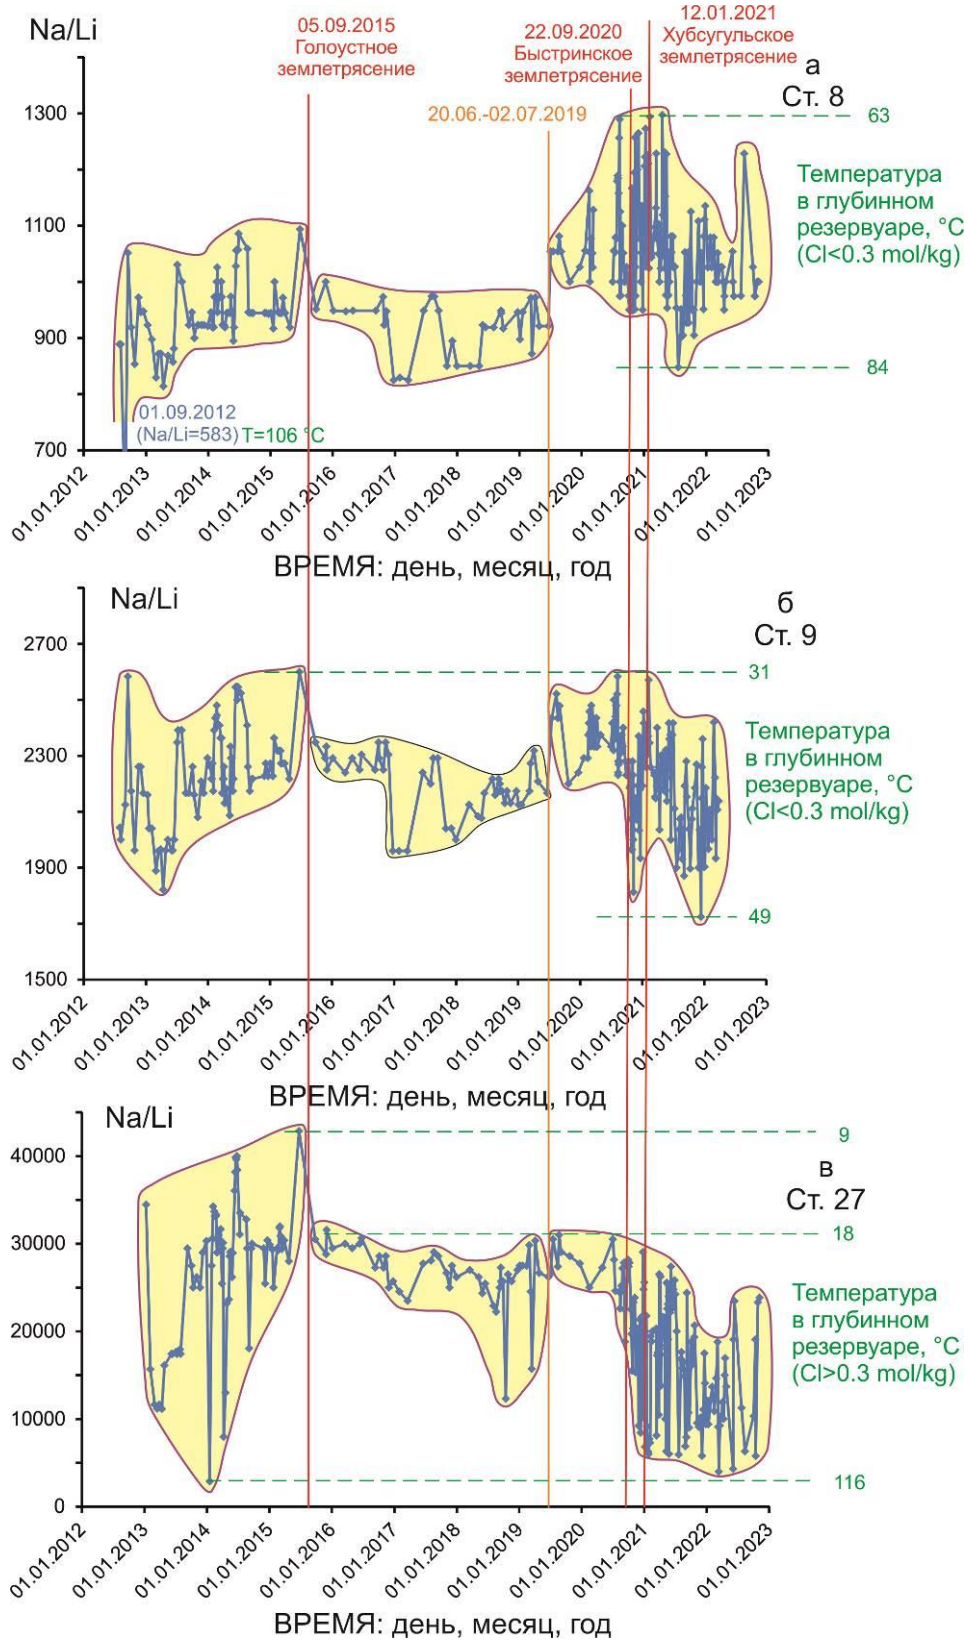 Na/Li
05.09.2015
Голоустное
землетрясение
22.09.2020
Быстринское
землетрясение
12.01.2021
Хубсугульское
землетрясение
а
Ст. 8
20.06.-02.07.2019
1300
1100
900
700
63
Температура
в глубинном
резервуаре, °C
(Cl<0.3 mol/kg)
84
01.09.2012
(Na/Li=583) T=106 °C
01.01.2012
01.01.2013
01.01.2014
01.01.2015
01.01.2016
01.01.2017
01.01.2018
01.01.2019
01.01.2020
01.01.2021
01.01.2022
01.01.2023
ВРЕМЯ: день, месяц, год
Na/Li
б
Ст. 9
2700
2300
1900
1500
31
Температура
в глубинном
резервуаре, °C
(Cl<0.3 mol/kg)
49
01.01.2012
01.01.2013
01.01.2014
01.01.2015
01.01.2016
01.01.2017
01.01.2018
01.01.2019
01.01.2020
01.01.2021
01.01.2022
01.01.2023
ВРЕМЯ: день, месяц, год
Na/Li
в
Ст. 27
40000
30000
20000
10000
0
9
18
Температура
в глубинном
резервуаре, °C
(Cl>0.3 mol/kg)
116
01.01.2012
01.01.2013
01.01.2014
01.01.2015
01.01.2016
01.01.2017
01.01.2018
01.01.2019
01.01.2020
01.01.2021
01.01.2022
01.01.2023
ВРЕМЯ: день, месяц, год